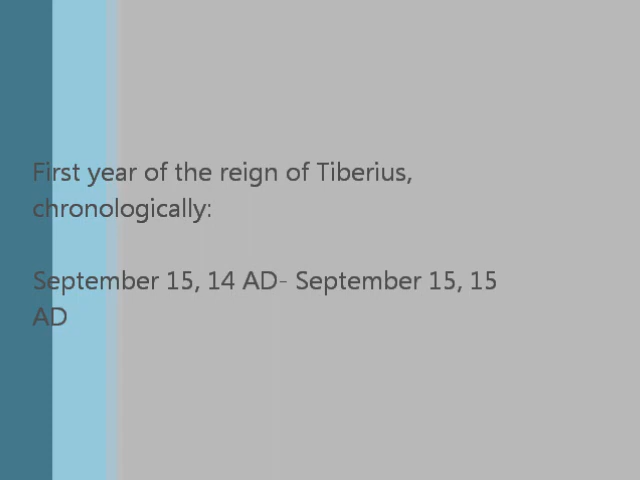 First year of the reign of Tiberius,
chronologically:
September 15, 14 AD- September 15, 15
AD